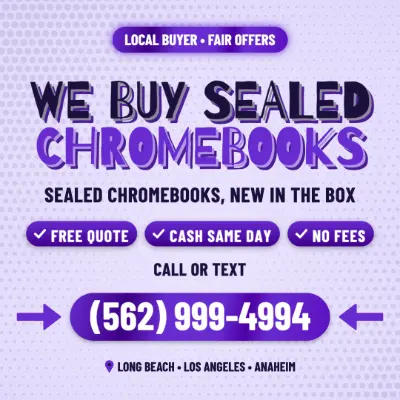 LOCAL BUYER • FAIR OFFERS
WE BUY SEALED
CHROMEBOOKS
SEALED CHROMEBOOKS, NEW IN THE BOX
✓ FREE QUOTE ✓ CASH SAME DAY ✓ NO FEES
CALL OR TEXT
(562) 999-4994
LONG BEACH • LOS ANGELES • ANAHEIM